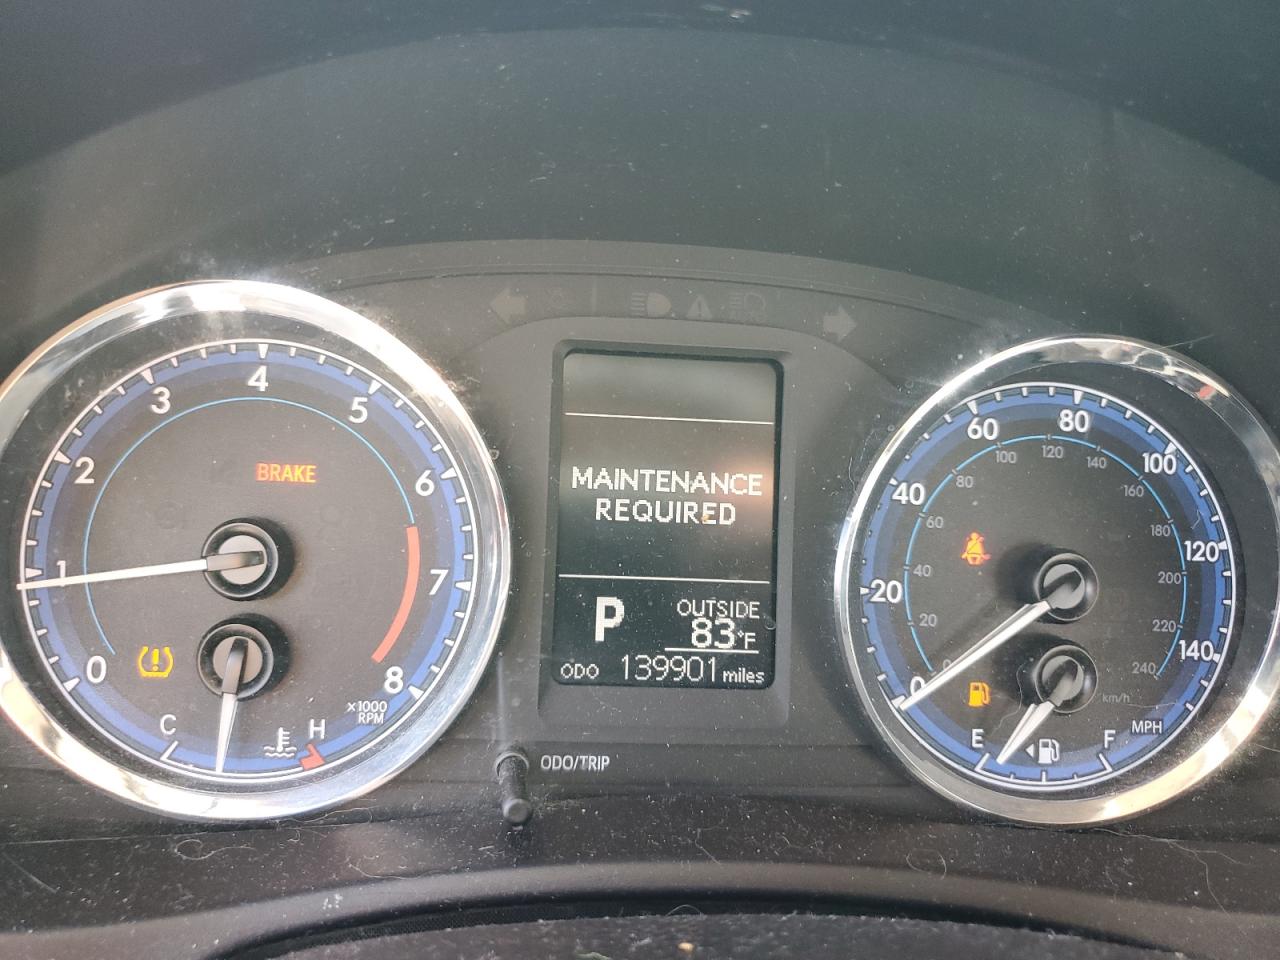 0
1
2
3
4
5
6
7
8
x1000
RPM
BRAKE
C
H
MAINTENANCE
REQUIRED
P
OUTSIDE
83°F
ODO 139901 miles
ODO/TRIP
0
20
40
60
80
100
120
140
MPH
0
20
40
60
80
100
120
140
160
180
200
220
240
km/h
E
F